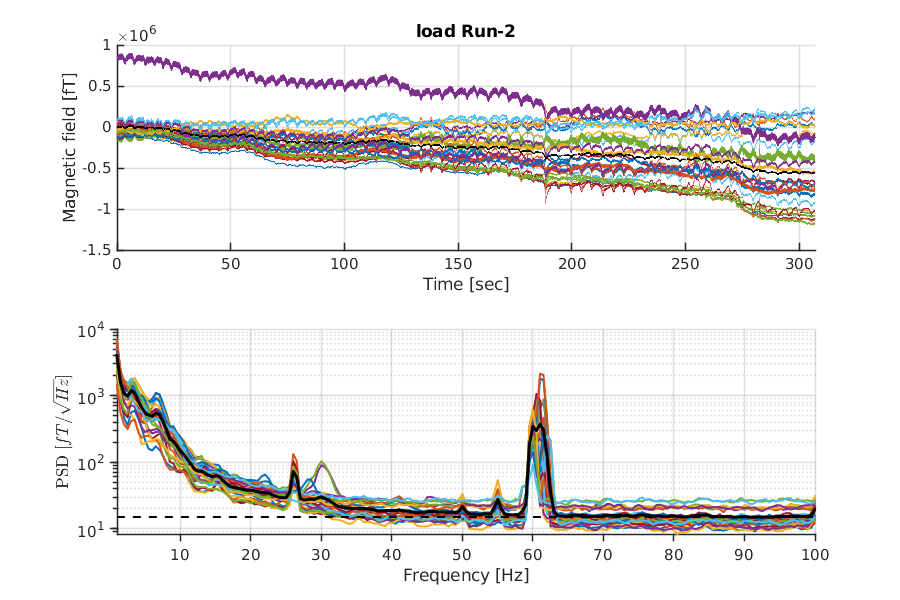 load Run-2
×10^6
1
0.5
0
-0.5
-1
-1.5
Magnetic field [fT]
0 50 100 150 200 250 300
Time [sec]
10^4
10^3
10^2
10^1
PSD [fT/√Hz]
10 20 30 40 50 60 70 80 90 100
Frequency [Hz]